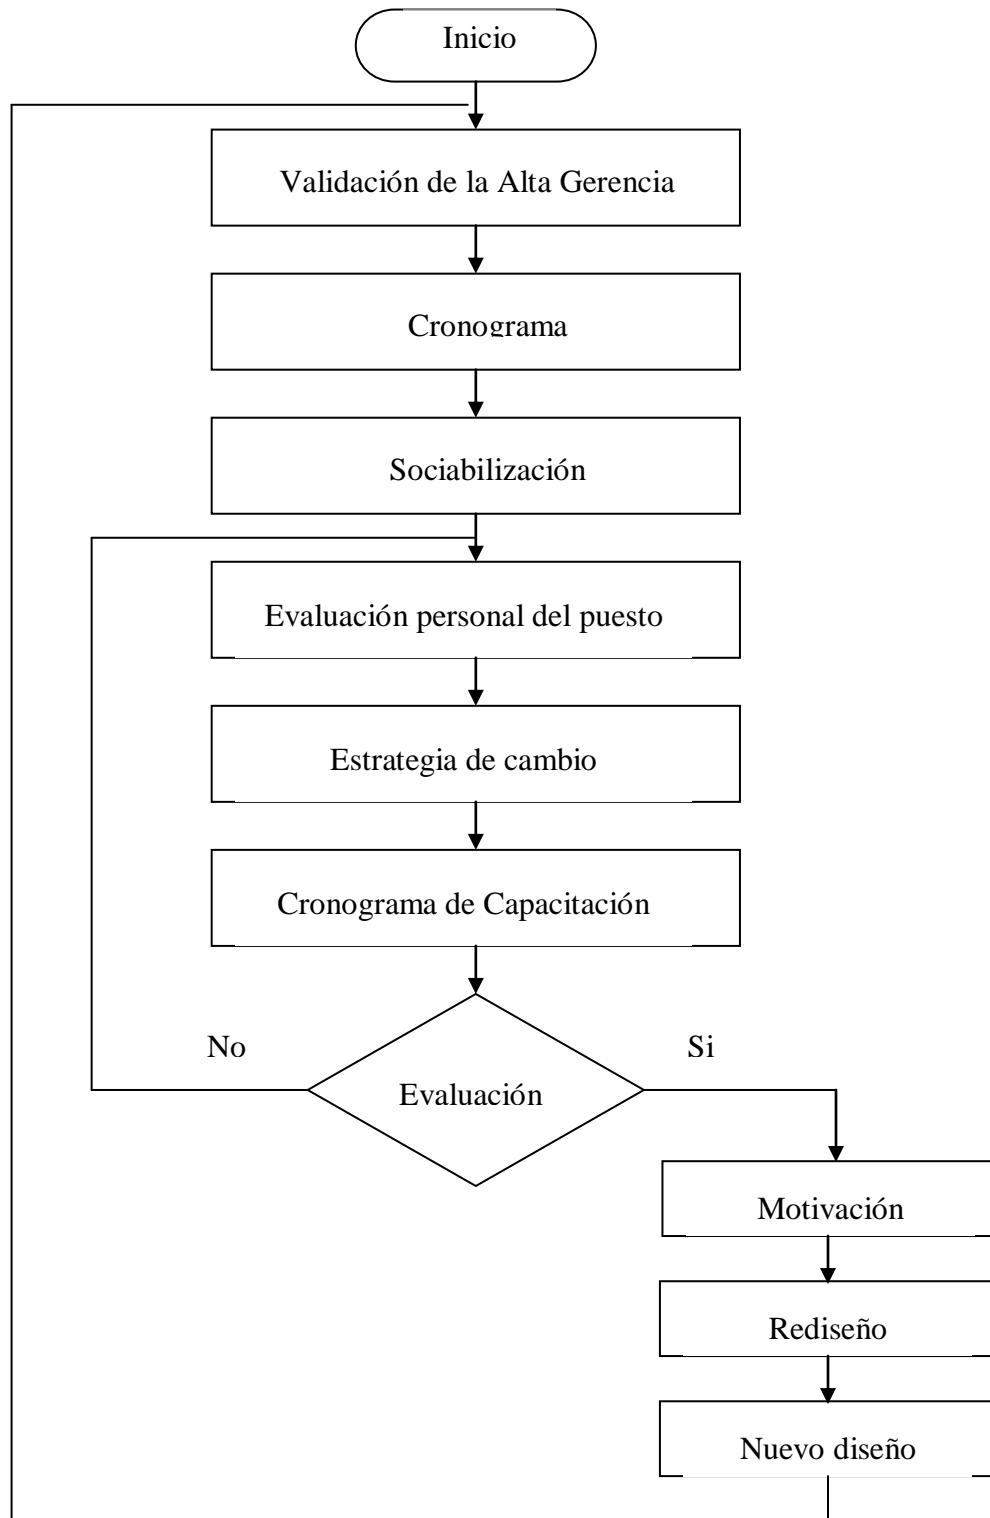 Inicio
Validación de la Alta Gerencia
Cronograma
Sociabilización
Evaluación personal del puesto
Estrategia de cambio
Cronograma de Capacitación
No
Si
Evaluación
Motivación
Rediseño
Nuevo diseño